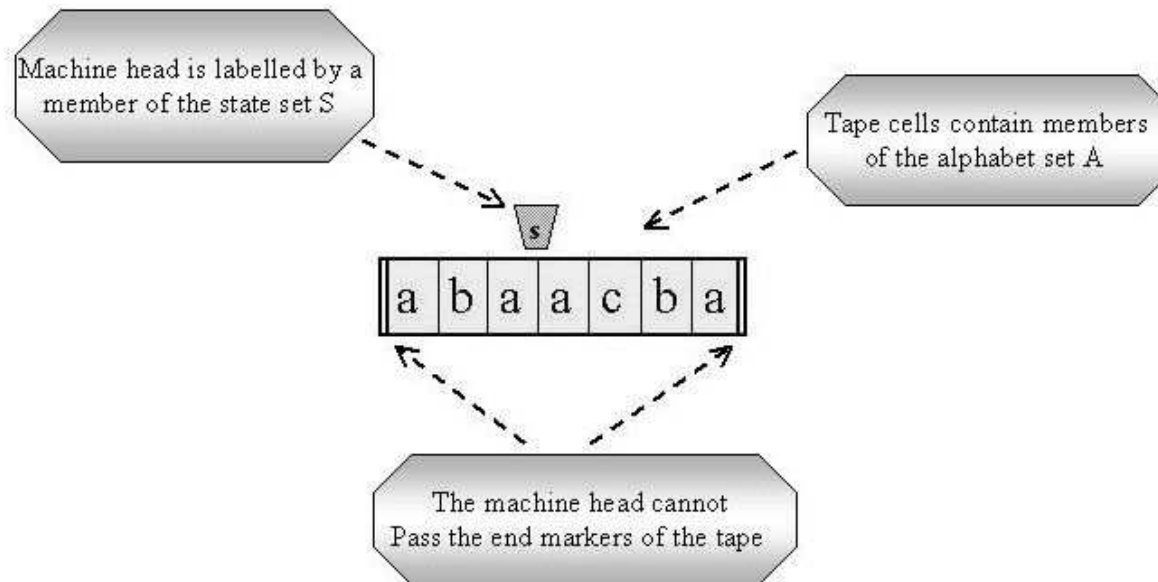 Machine head is labelled by a
member of the state set S
Tape cells contain members
of the alphabet set A
s
a b a a c b a
The machine head cannot
Pass the end markers of the tape